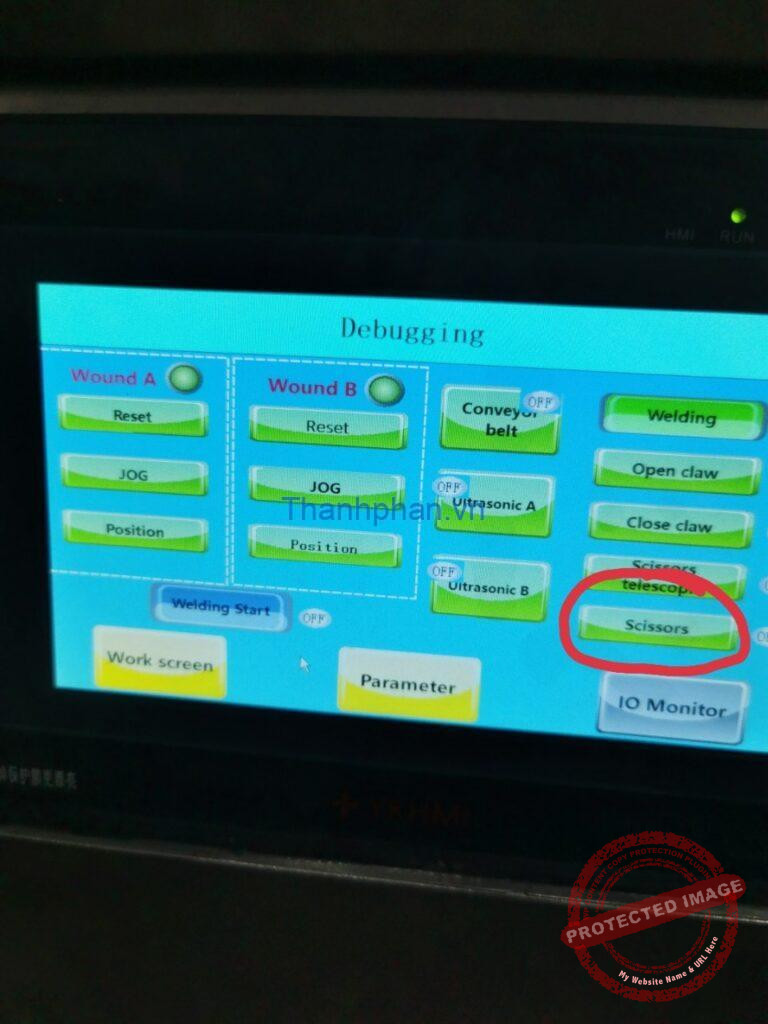 HMI RUN
Debugging
Wound A
Reset
JOG
Position
Wound B
Reset
JOG
Position
Conveyor
belt
OFF
OFF
Ultrasonic A
OFF
Ultrasonic B
Welding
Open claw
Close claw
Scissors
Scissors
Welding Start
OFF
Work screen
Parameter
IO Monitor
YKHMI
Thanhphan.vn
PROTECTED IMAGE
My Website Name & URL Here